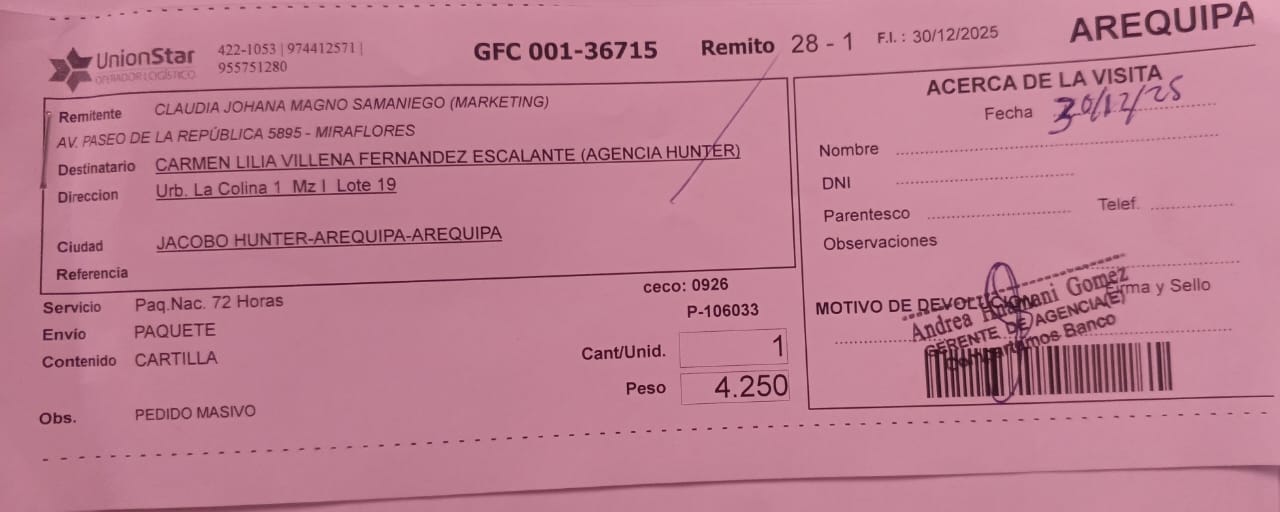 AREQUIPA
UnionStar
OPERADOR LOGÍSTICO
422-1053 | 974412571 |
955751280
GFC 001-36715 Remito 28 - 1 F.I. : 30/12/2025
Remitente CLAUDIA JOHANA MAGNO SAMANIEGO (MARKETING)
AV. PASEO DE LA REPÚBLICA 5895 - MIRAFLORES
Destinatario CARMEN LILIA VILLENA FERNANDEZ ESCALANTE (AGENCIA HUNTER)
Direccion Urb. La Colina 1 Mz I Lote 19
Ciudad JACOBO HUNTER-AREQUIPA-AREQUIPA
Referencia
Servicio Paq.Nac. 72 Horas
Envío PAQUETE
Contenido CARTILLA
Obs. PEDIDO MASIVO
ceco: 0926
P-106033
Cant/Unid. 1
Peso 4.250
ACERCA DE LA VISITA
Fecha 30/12/25
Nombre
DNI
Parentesco Telef.
Observaciones
Firma y Sello
MOTIVO DE DEVOLUCION
Andrea Huamani Gomez
GERENTE DE AGENCIA(E)
Compartamos Banco